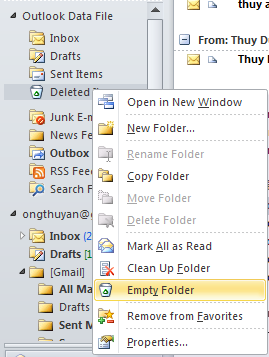 Outlook Data File
thuy a
Inbox
Drafts
Sent Items
From: Thuy Du
Deleted
Thuy
Open in New Window
Junk E-m
New Folder...
News Fe
Rename Folder
Outbox
Copy Folder
RSS Feed
Move Folder
Search F
Delete Folder
ongthuyan@g
Mark All as Read
Inbox (2
Drafts [
Clean Up Folder
[Gmail]
Empty Folder
All Ma
Drafts
Remove from Favorites
Sent M
Properties...